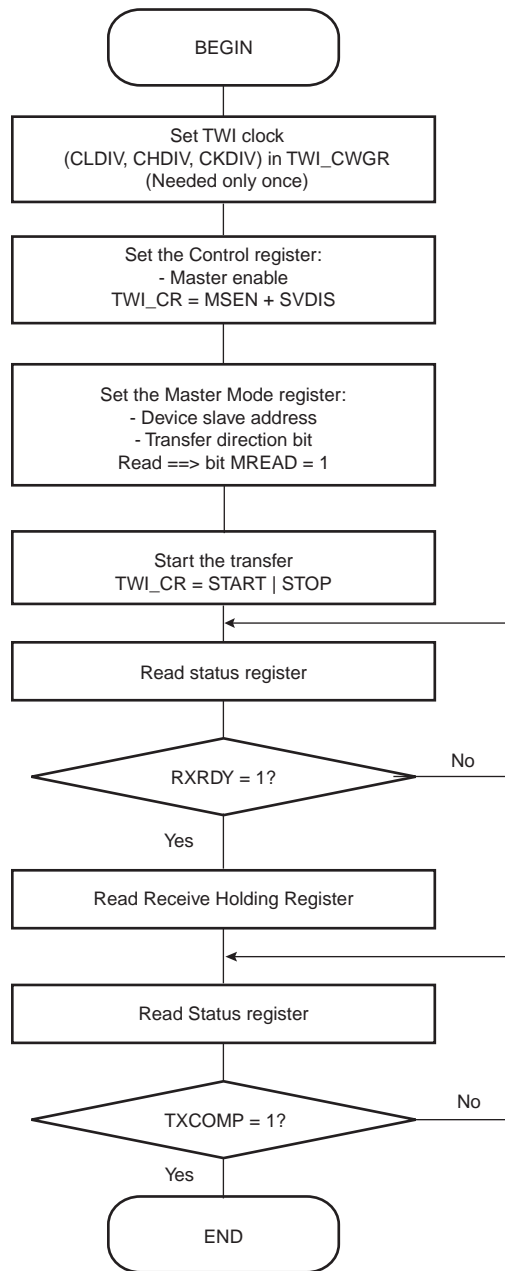 BEGIN
Set TWI clock
(CLDIV, CHDIV, CKDIV) in TWI_CWGR
(Needed only once)
Set the Control register:
- Master enable
TWI_CR = MSEN + SVDIS
Set the Master Mode register:
- Device slave address
- Transfer direction bit
Read ==> bit MREAD = 1
Start the transfer
TWI_CR = START | STOP
Read status register
RXRDY = 1?
No
Yes
Read Receive Holding Register
Read Status register
TXCOMP = 1?
No
Yes
END